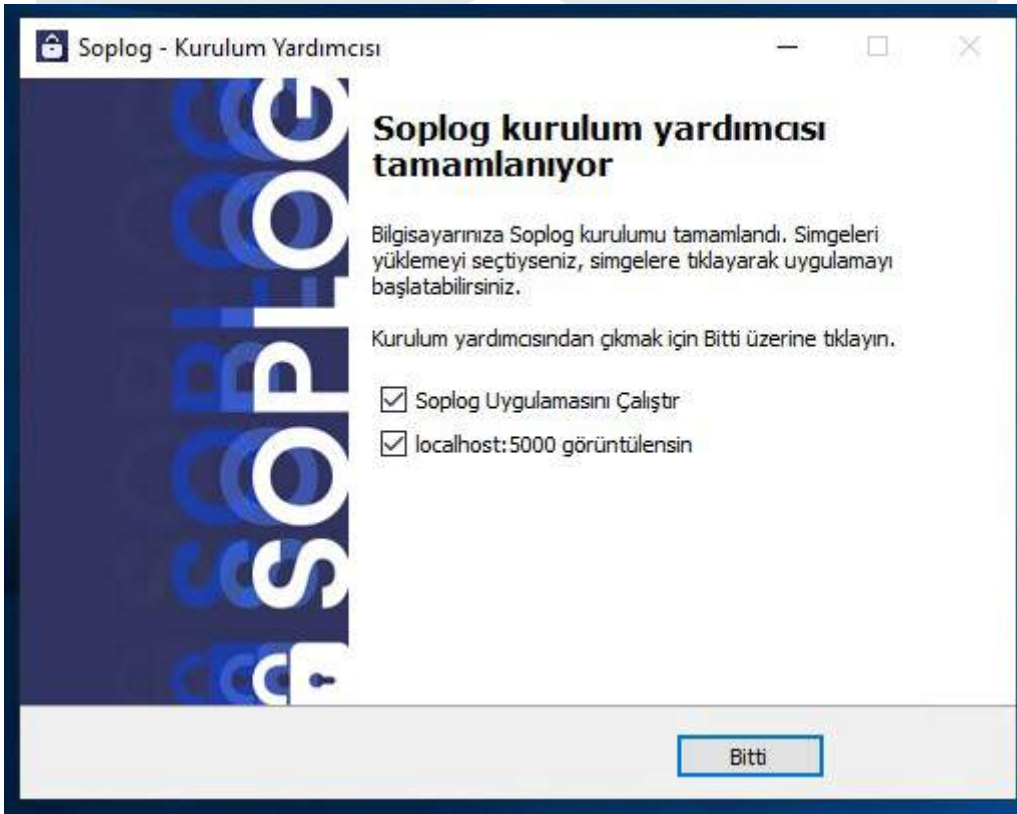 Soplog - Kurulum Yardımcısı
SOPLOG
Soplog kurulum yardımcısı
tamamlanıyor
Bilgisayarınıza Soplog kurulumu tamamlandı. Simgeleri
yüklemeyi seçtiyseniz, simgelere tıklayarak uygulamayı
başlatabilirsiniz.
Kurulum yardımcısından çıkmak için Bitti üzerine tıklayın.
Soplog Uygulamasını Çalıştır
localhost:5000 görüntülensin
Bitti